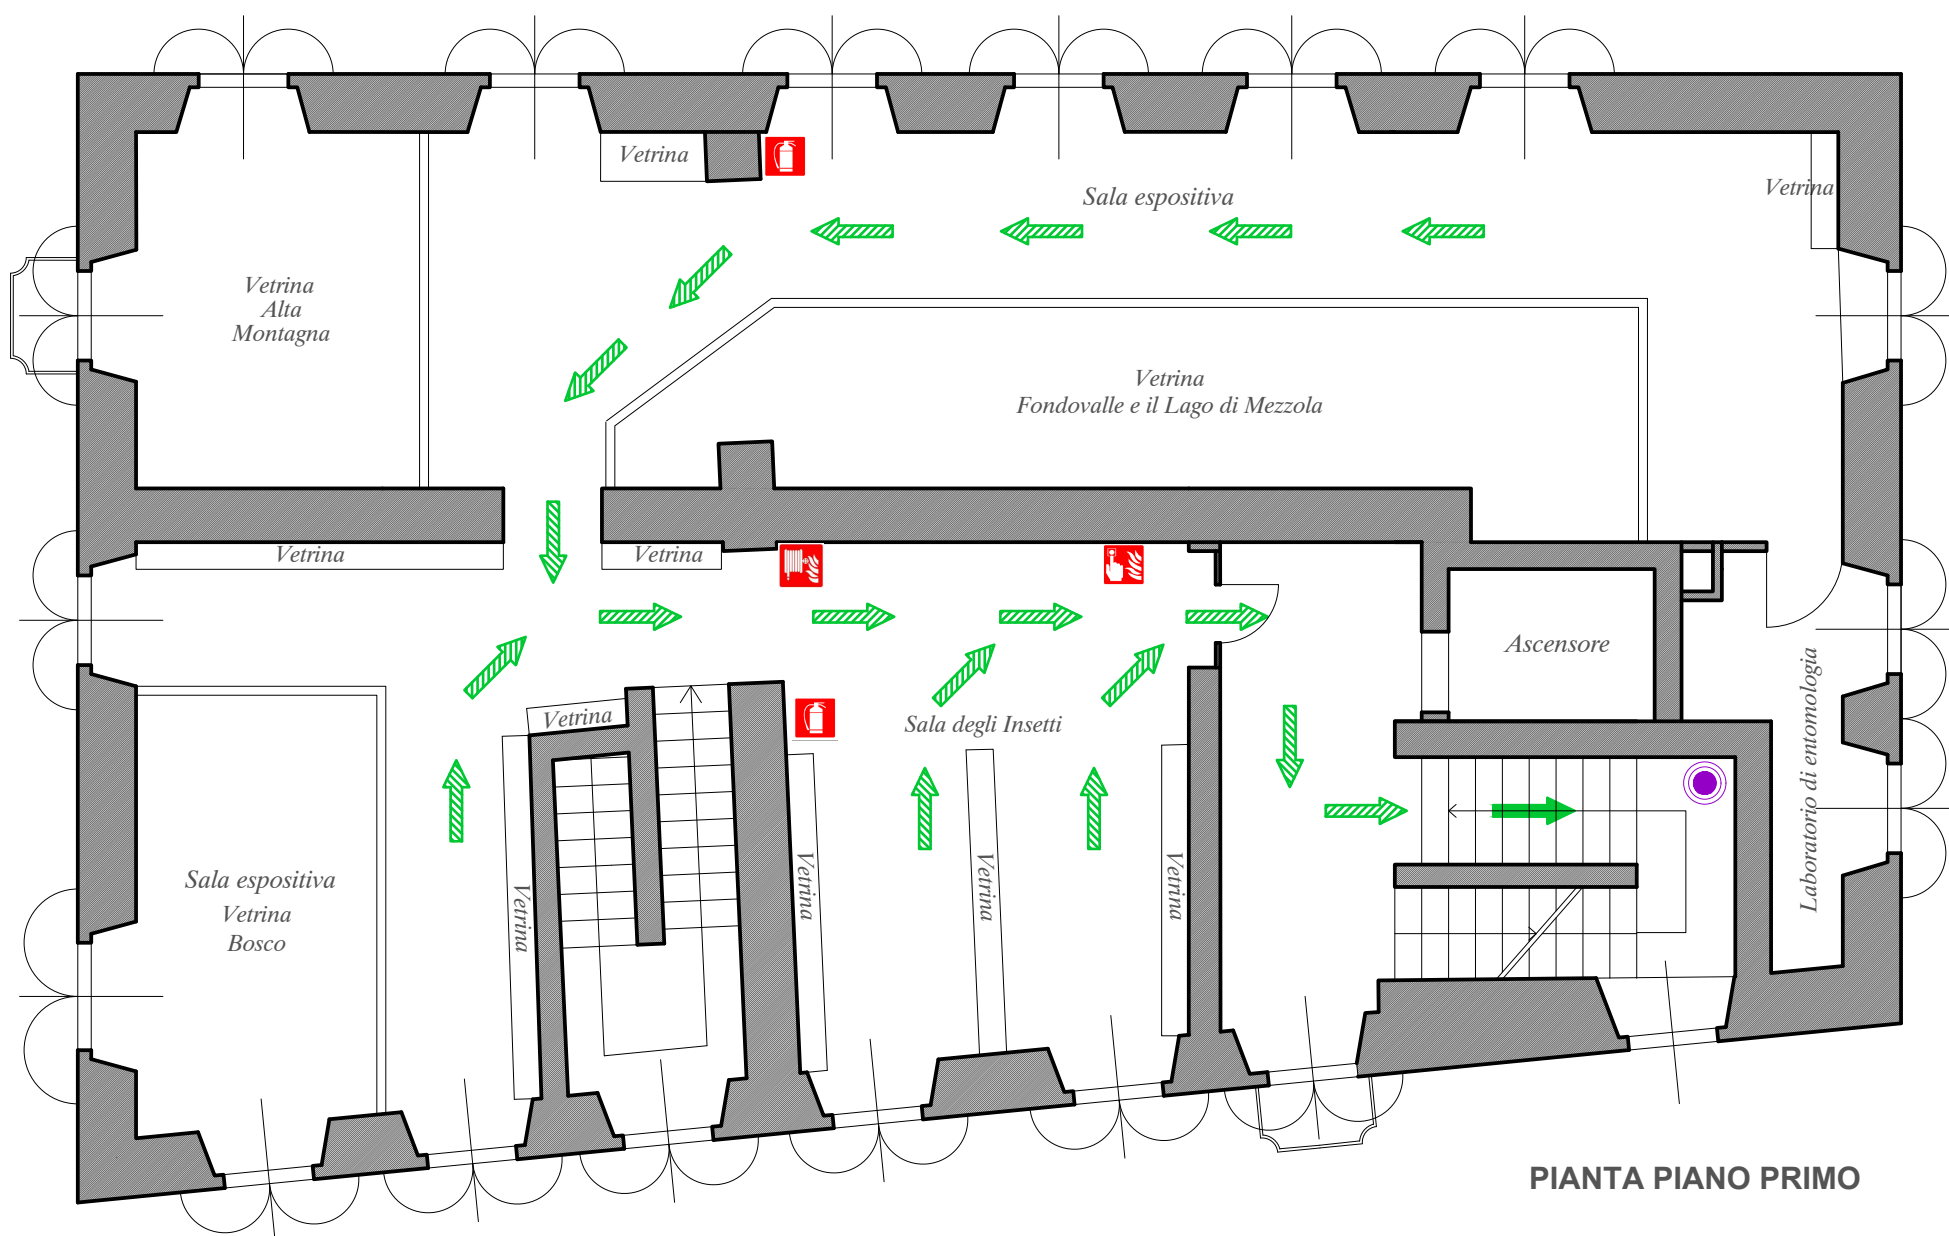 Vetrina
Sala espositiva
Vetrina
Vetrina
Alta
Montagna
Vetrina
Fondovalle e il Lago di Mezzola
Vetrina
Vetrina
Ascensore
Vetrina
Sala degli Insetti
Laboratorio di entomologia
Sala espositiva
Vetrina
Bosco
Vetrina
Vetrina
Vetrina
Vetrina
PIANTA PIANO PRIMO